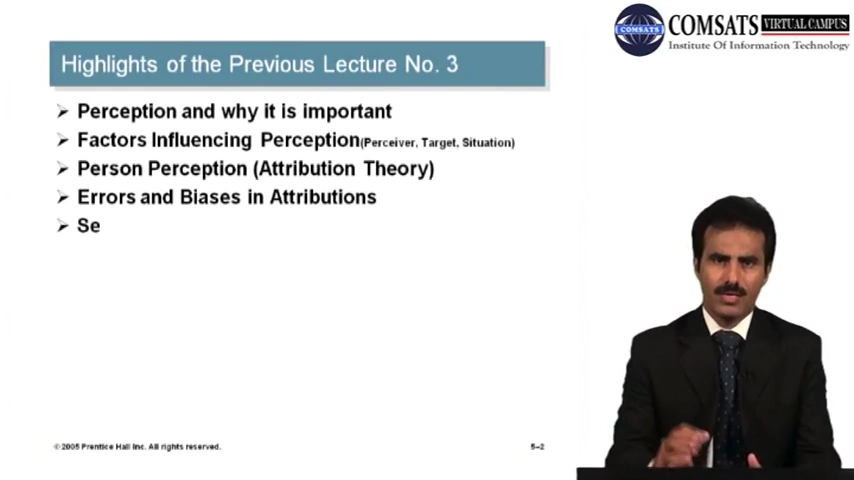 COMSATS VIRTUAL CAMPUS
Institute Of Information Technology
Highlights of the Previous Lecture No. 3
Perception and why it is important
Factors Influencing Perception(Perceiver, Target, Situation)
Person Perception (Attribution Theory)
Errors and Biases in Attributions
Se
© 2005 Prentice Hall Inc. All rights reserved.
5–2